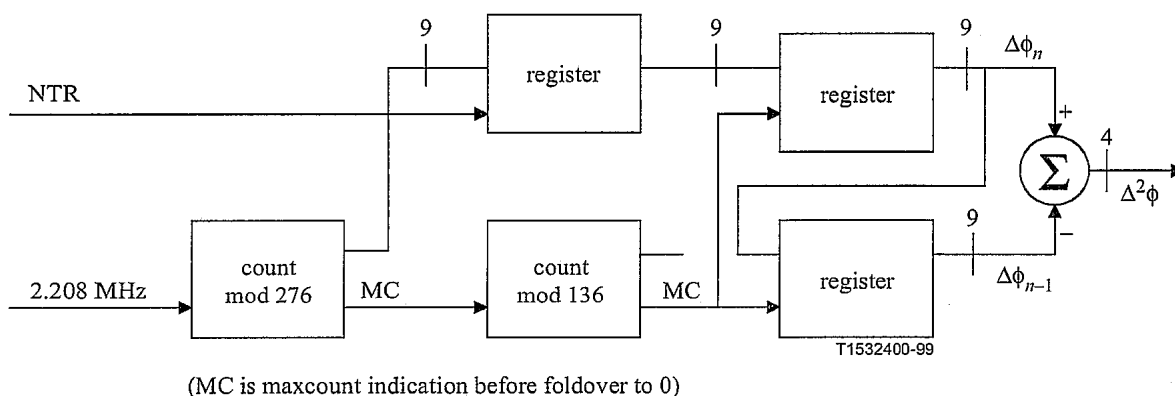 9
9
9
Δϕn
register
register
NTR
+
4
Σ
Δ²ϕ
9
−
count
mod 276
count
mod 136
register
2.208 MHz
MC
MC
Δϕn−1
T1532400-99
(MC is maxcount indication before foldover to 0)